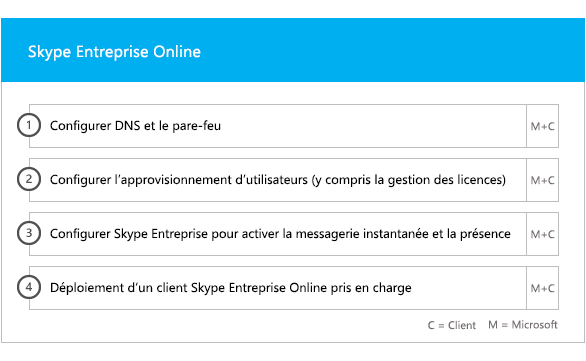 Skype Entreprise Online
1 Configurer DNS et le pare-feu M+C
2 Configurer l’approvisionnement d’utilisateurs (y compris la gestion des licences) M+C
3 Configurer Skype Entreprise pour activer la messagerie instantanée et la présence M+C
4 Déploiement d’un client Skype Entreprise Online pris en charge M+C
C = Client M = Microsoft